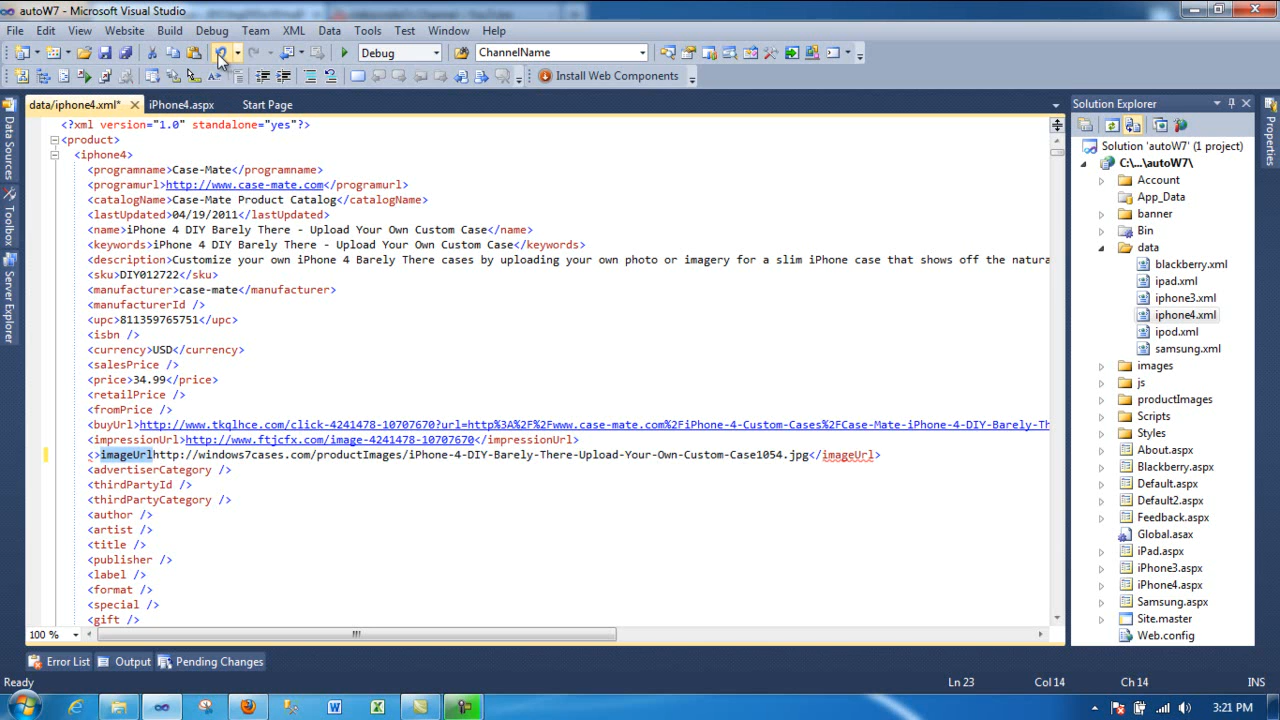 autoW7 - Microsoft Visual Studio
File Edit View Website Build Debug Team XML Data Tools Test Window Help
Debug ChannelName
Install Web Components
data/iphone4.xml* iPhone4.aspx Start Page
<?xml version="1.0" standalone="yes"?>
<product>
<iphone4>
<programname>Case-Mate</programname>
<programurl>http://www.case-mate.com</programurl>
<catalogName>Case-Mate Product Catalog</catalogName>
<lastUpdated>04/19/2011</lastUpdated>
<name>iPhone 4 DIY Barely There - Upload Your Own Custom Case</name>
<keywords>iPhone 4 DIY Barely There - Upload Your Own Custom Case</keywords>
<description>Customize your own iPhone 4 Barely There cases by uploading your own photo or imagery for a slim iPhone case that shows off the natura
<sku>DIY012722</sku>
<manufacturer>case-mate</manufacturer>
<manufacturerId />
<upc>811359765751</upc>
<isbn />
<currency>USD</currency>
<salesPrice />
<price>34.99</price>
<retailPrice />
<fromPrice />
<buyUrl>http://www.tkqlhce.com/click-4241478-10707670?url=http%3A%2F%2Fwww.case-mate.com%2FiPhone-4-Custom-Cases%2FCase-Mate-iPhone-4-DIY-Barely-Th
<impressionUrl>http://www.ftjcfx.com/image-4241478-10707670</impressionUrl>
<>imageUrlhttp://windows7cases.com/productImages/iPhone-4-DIY-Barely-There-Upload-Your-Own-Custom-Case1054.jpg</imageUrl>
<advertiserCategory />
<thirdPartyId />
<thirdPartyCategory />
<author />
<artist />
<title />
<publisher />
<label />
<format />
<special />
<gift />
100 %
Data Sources
Toolbox
Server Explorer
Solution Explorer
Solution 'autoW7' (1 project)
C:\...\autoW7\
Account
App_Data
banner
Bin
data
blackberry.xml
ipad.xml
iphone3.xml
iphone4.xml
ipod.xml
samsung.xml
images
js
productImages
Scripts
Styles
About.aspx
Blackberry.aspx
Default.aspx
Default2.aspx
Feedback.aspx
Global.asax
iPad.aspx
iPhone3.aspx
iPhone4.aspx
Samsung.aspx
Site.master
Web.config
Properties
Error List Output Pending Changes
Ready Ln 23 Col 14 Ch 14 INS
3:21 PM